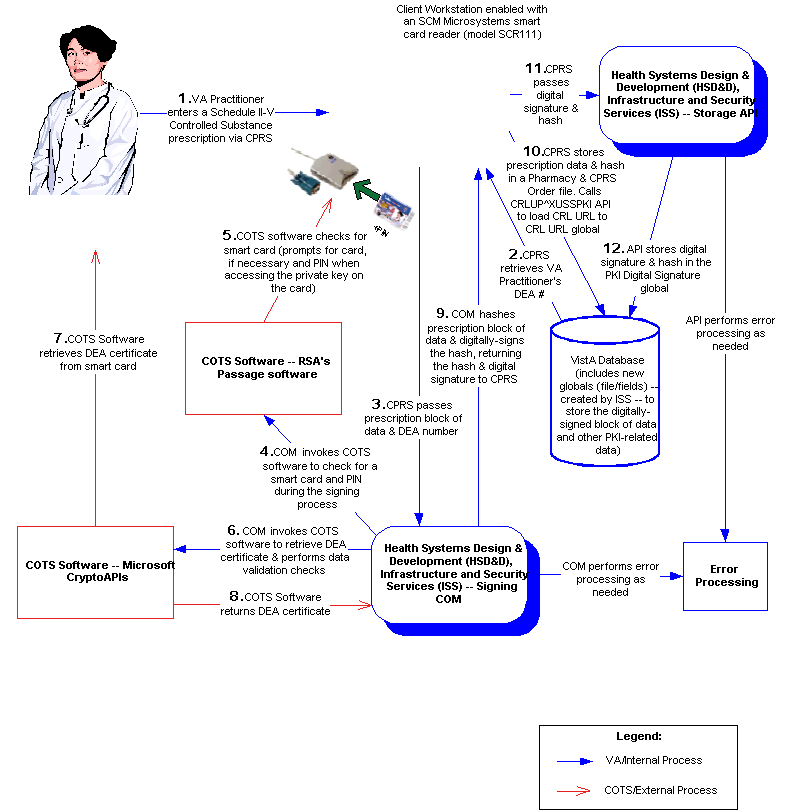 Client Workstation enabled with
an SCM Microsystems smart
card reader (model SCR111)
1.VA Practitioner
enters a Schedule II-V
Controlled Substance
prescription via CPRS
11.CPRS
passes
digital
signature &
hash
Health Systems Design &
Development (HSD&D),
Infrastructure and Security
Services (ISS) -- Storage API
10.CPRS stores
prescription data & hash
in a Pharmacy & CPRS
Order file. Calls
CRLUP^XUSSPKI API
to load CRL URL to
CRL URL global
+PIN
5.COTS software checks for
smart card (prompts for card,
if necessary and PIN when
accessing the private key on
the card)
2.CPRS
retrieves VA
Practitioner's
DEA #
12. API stores digital
signature & hash in the
PKI Digital Signature
global
9. COM hashes
prescription block of
data & digitally-signs
the hash, returning
the hash & digital
signature to CPRS
API performs error
processing as
needed
7.COTS Software
retrieves DEA certificate
from smart card
COTS Software -- RSA's
Passage software
VistA Database
(includes new
globals (file/fields) --
created by ISS -- to
store the digitally-
signed block of data
and other PKI-related
data)
3.CPRS passes
prescription block of
data & DEA number
4.COM invokes COTS
software to check for a
smart card and PIN
during the signing
process
6. COM invokes COTS
software to retrieve DEA
certificate & performs data
validation checks
COTS Software -- Microsoft
CryptoAPIs
8.COTS Software
returns DEA certificate
Health Systems Design &
Development (HSD&D),
Infrastructure and Security
Services (ISS) -- Signing
COM
COM performs error
processing as
needed
Error
Processing
Legend:
VA/Internal Process
COTS/External Process